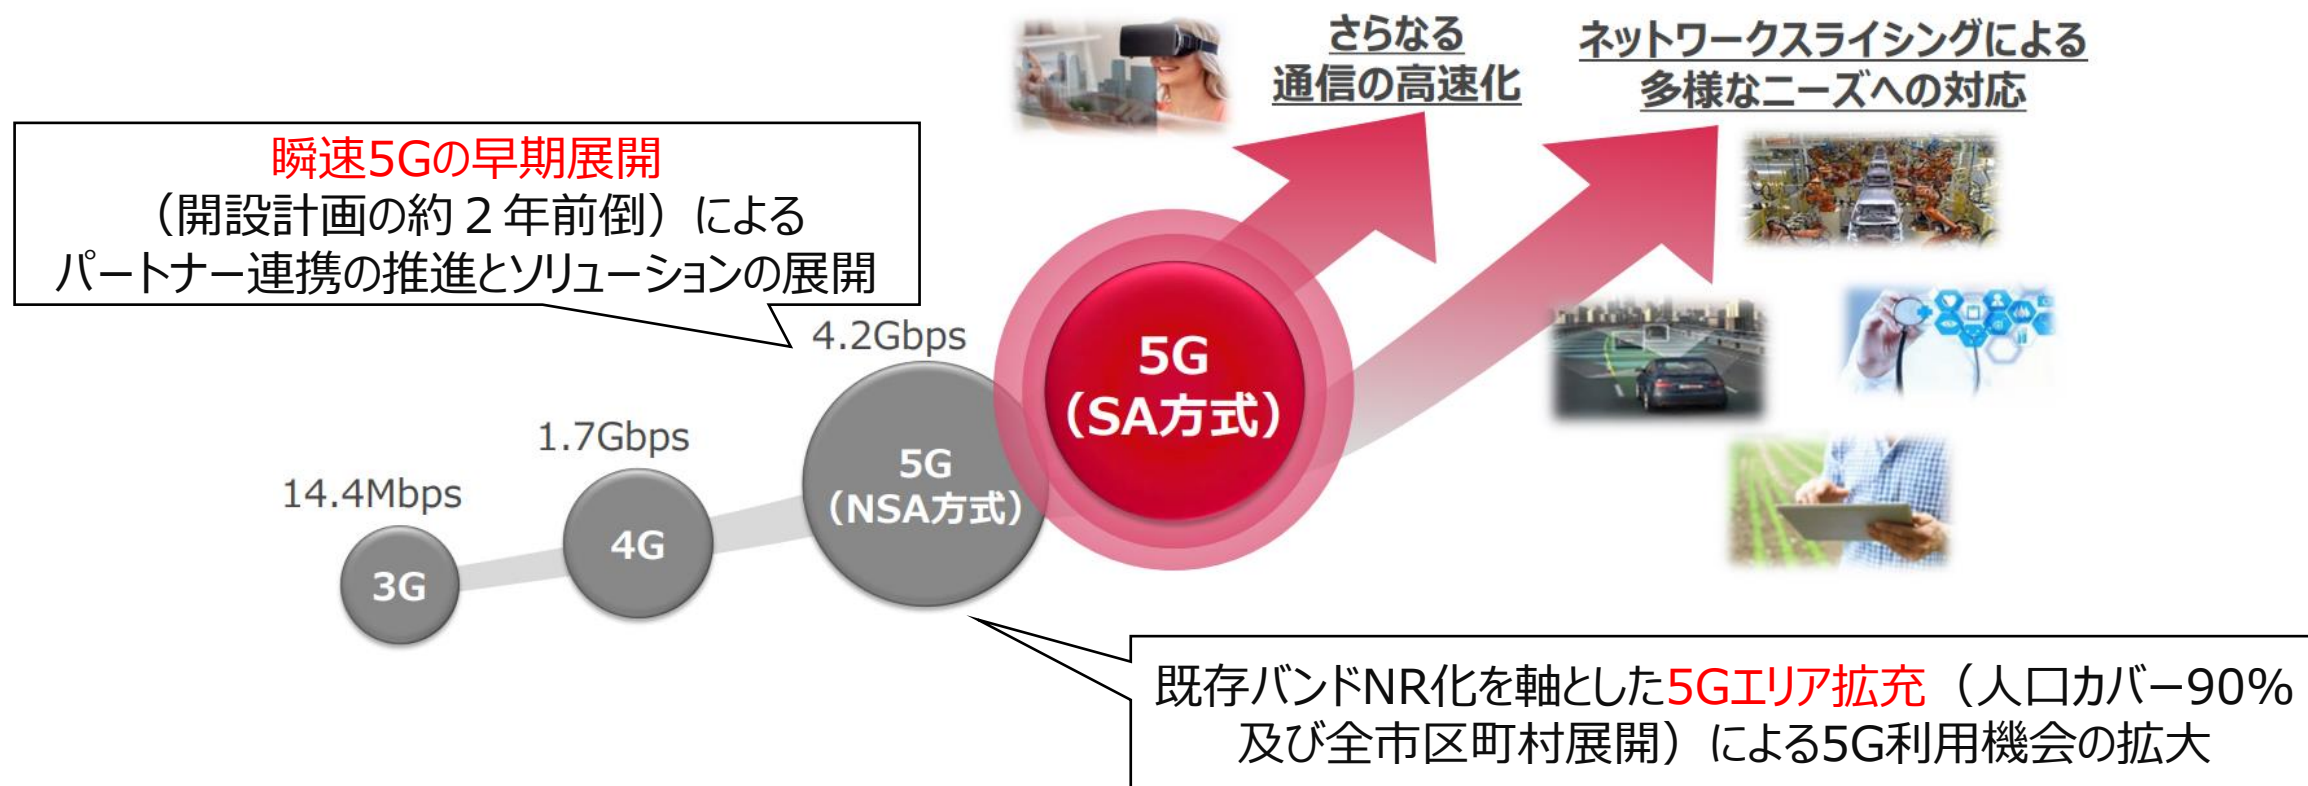 さらなる
通信の高速化
ネットワークスライシングによる
多様なニーズへの対応
瞬速5Gの早期展開
（開設計画の約２年前倒）による
パートナー連携の推進とソリューションの展開
4.2Gbps
5G
（SA方式）
1.7Gbps
5G
（NSA方式）
14.4Mbps
4G
3G
既存バンドNR化を軸とした5Gエリア拡充（人口カバー90%
及び全市区町村展開）による5G利用機会の拡大